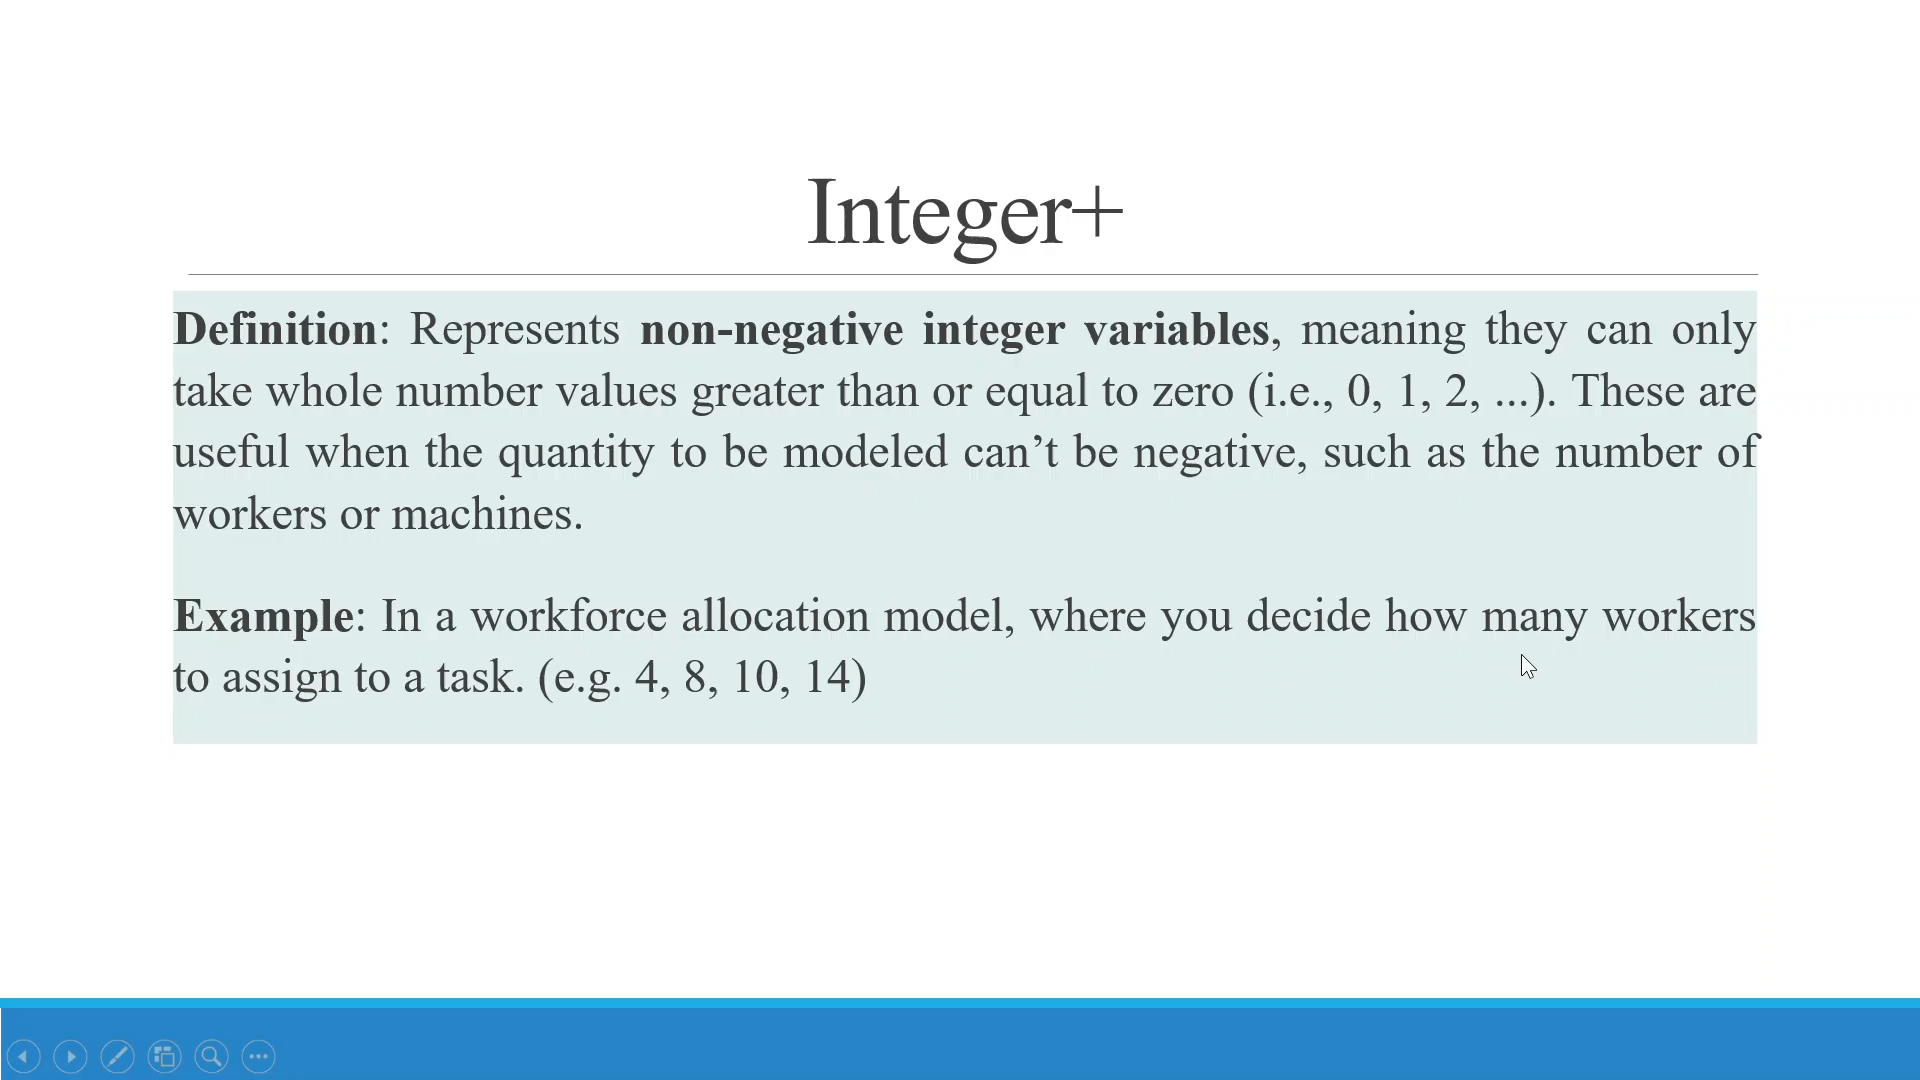 Integer+
Definition: Represents non-negative integer variables, meaning they can only
take whole number values greater than or equal to zero (i.e., 0, 1, 2, ...). These are
useful when the quantity to be modeled can’t be negative, such as the number of
workers or machines.
Example: In a workforce allocation model, where you decide how many workers
to assign to a task. (e.g. 4, 8, 10, 14)